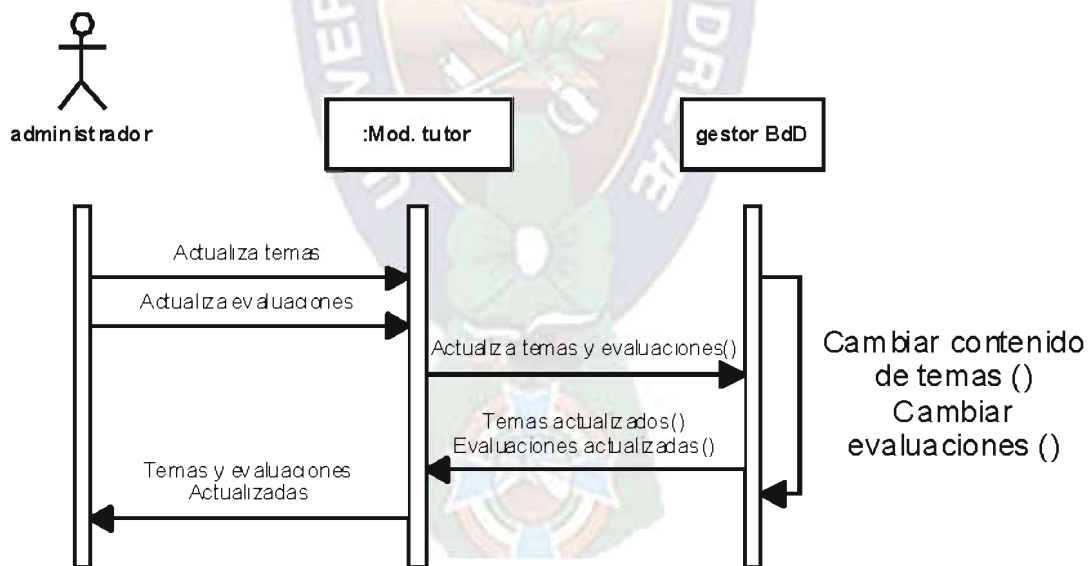 administrador
:Mod. tutor
gestor BdD
Actualiza temas
Actualiza evaluaciones
Actualiza temas y evaluaciones()
Cambiar contenido
de temas ()
Cambiar
evaluaciones ()
Temas actualizados()
Evaluaciones actualizadas()
Temas y evaluaciones
Actualizadas